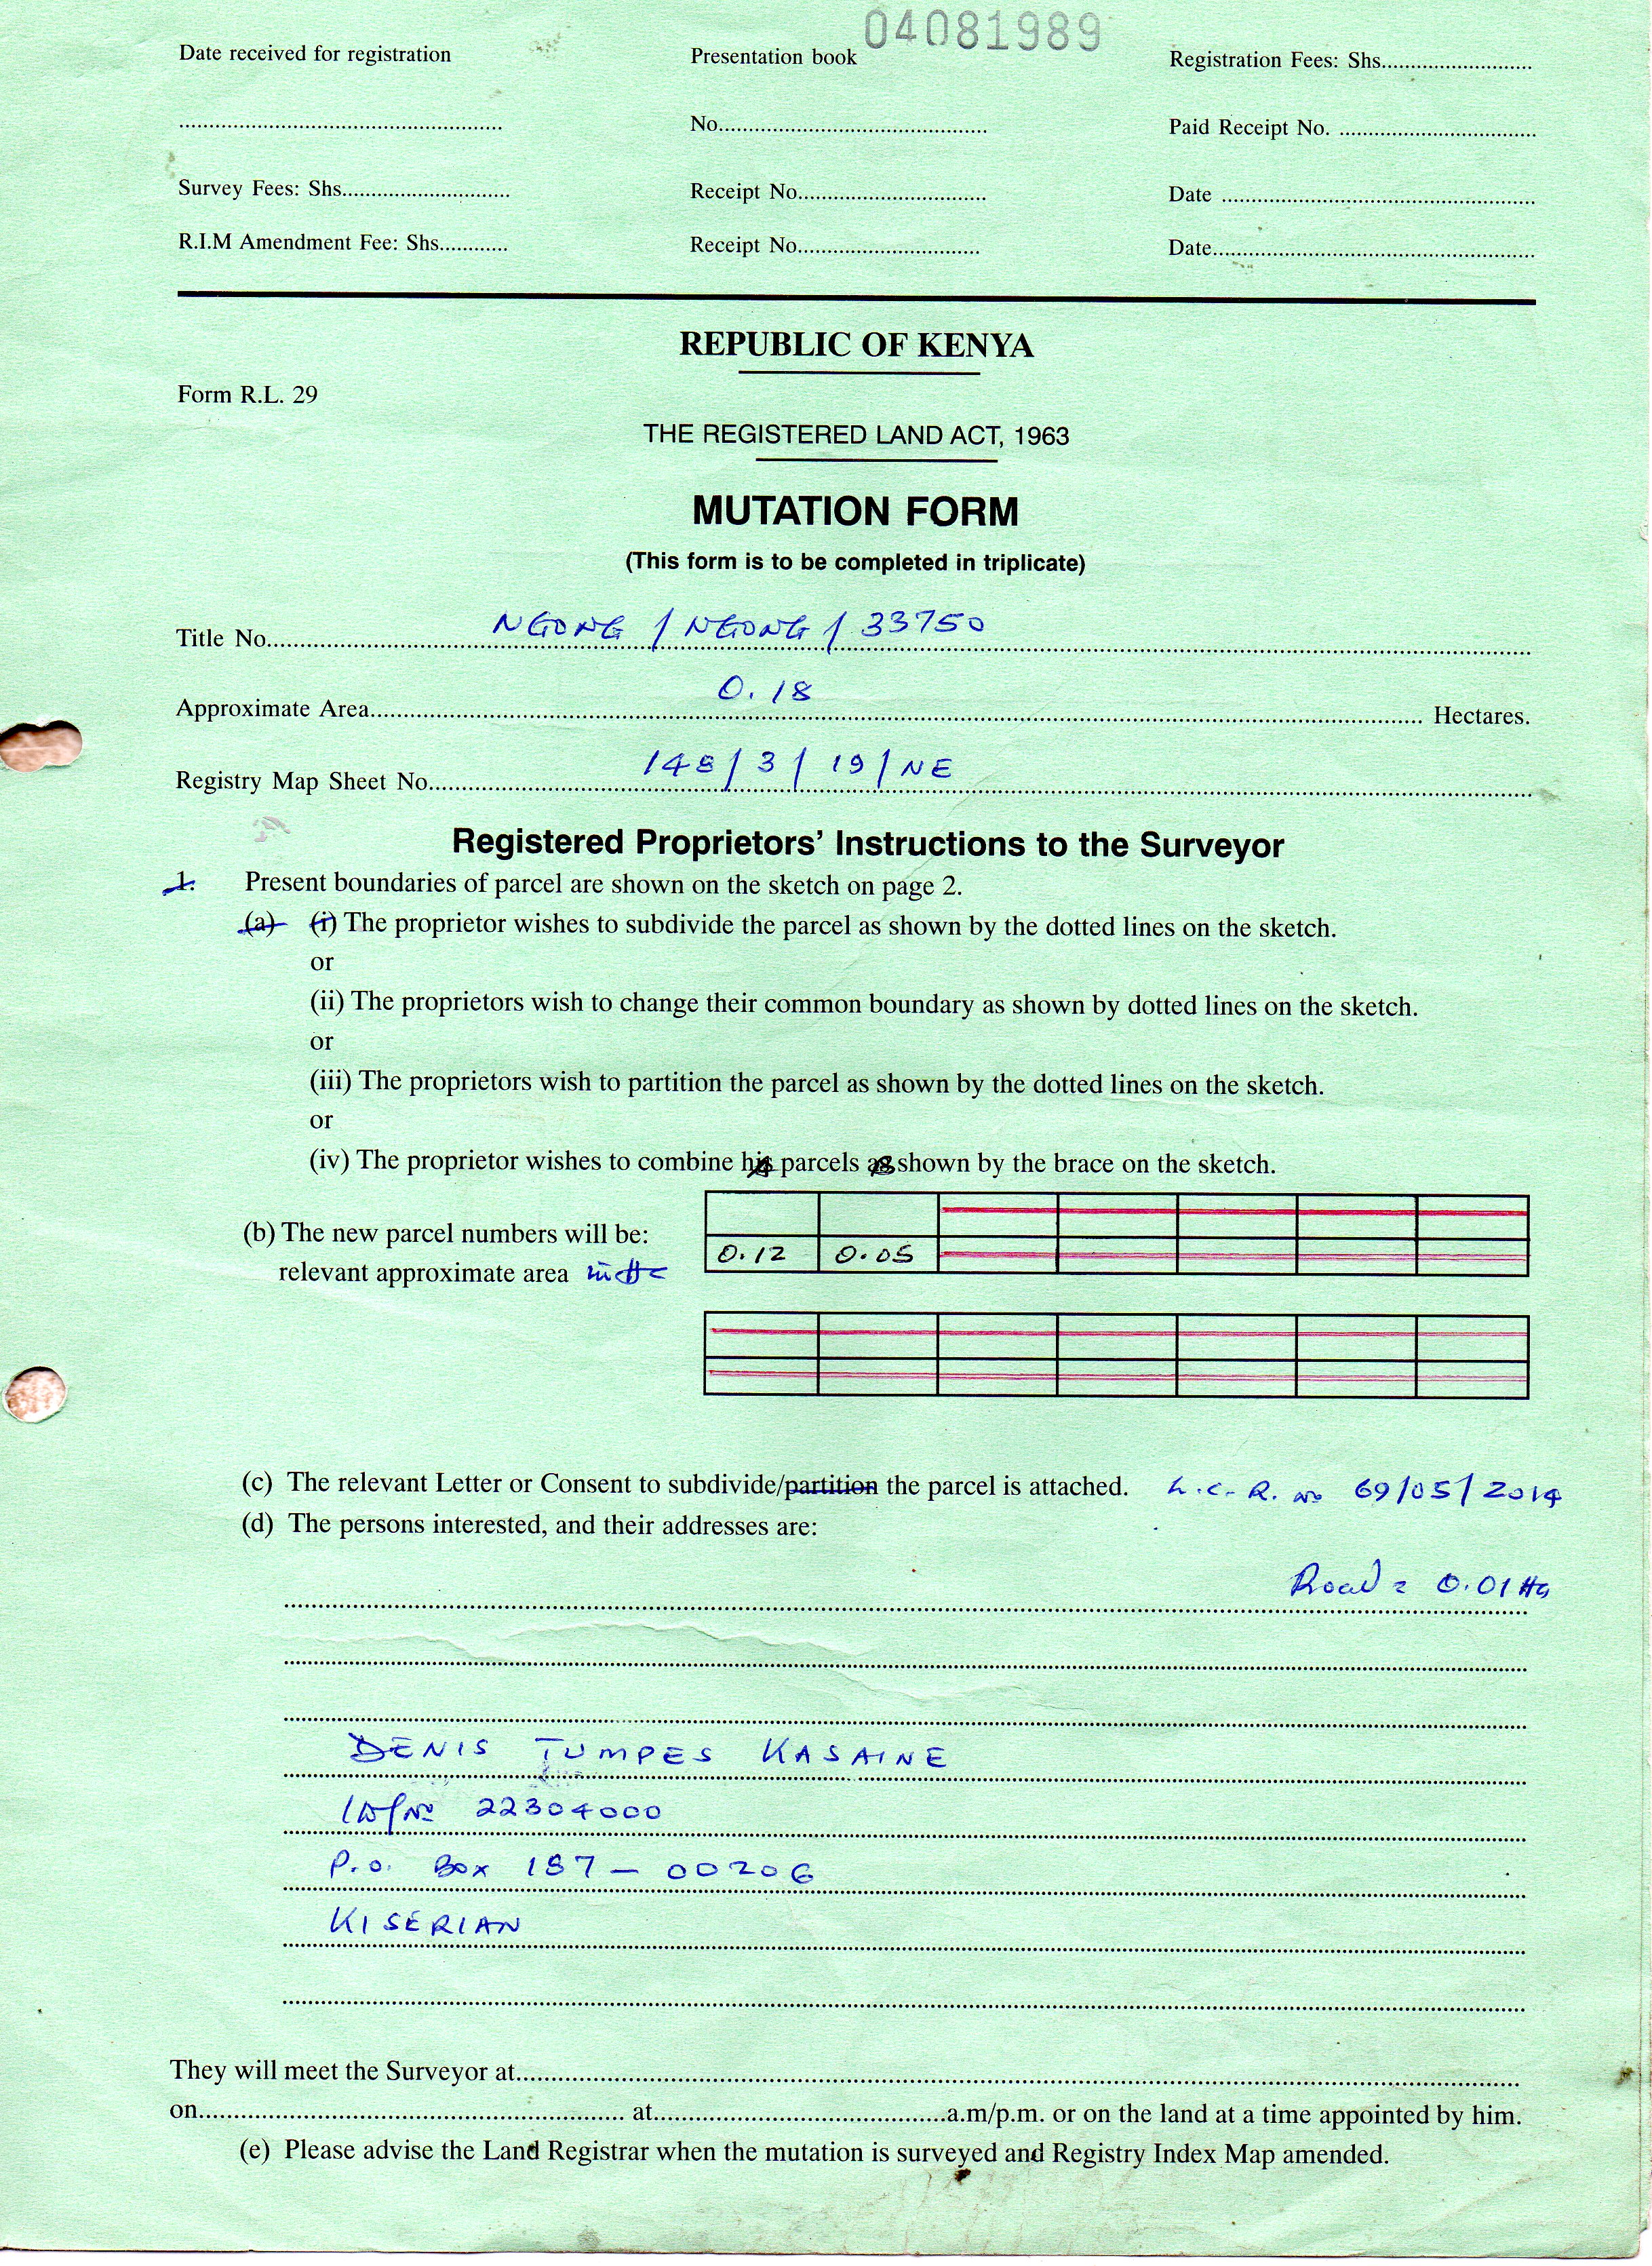 04081989
Date received for registration Presentation book Registration Fees: Shs..........................
...................................................... No............................................. Paid Receipt No. .................................
Survey Fees: Shs............................ Receipt No................................ Date .....................................................
R.I.M Amendment Fee: Shs............ Receipt No............................... Date......................................................
REPUBLIC OF KENYA
Form R.L. 29
THE REGISTERED LAND ACT, 1963
MUTATION FORM
(This form is to be completed in triplicate)
Title No. NGONG / NGONG / 33750
Approximate Area 0.18 Hectares.
Registry Map Sheet No. 148 / 3 / 19 / NE
Registered Proprietors' Instructions to the Surveyor
1. Present boundaries of parcel are shown on the sketch on page 2.
(a) (i) The proprietor wishes to subdivide the parcel as shown by the dotted lines on the sketch.
or
(ii) The proprietors wish to change their common boundary as shown by dotted lines on the sketch.
or
(iii) The proprietors wish to partition the parcel as shown by the dotted lines on the sketch.
or
(iv) The proprietor wishes to combine his parcels as shown by the brace on the sketch.
(b) The new parcel numbers will be:
relevant approximate area in Ha 0.12 0.05
(c) The relevant Letter or Consent to subdivide/partition the parcel is attached. L.C.R. No 69/05/2014
(d) The persons interested, and their addresses are:
Road = 0.01 Ha
DENIS TUMPES KASAINE
ID/No 22304000
P.O. Box 187 - 00206
KISERIAN
They will meet the Surveyor at..........................................................................
on................................................ at................................a.m/p.m. or on the land at a time appointed by him.
(e) Please advise the Land Registrar when the mutation is surveyed and Registry Index Map amended.